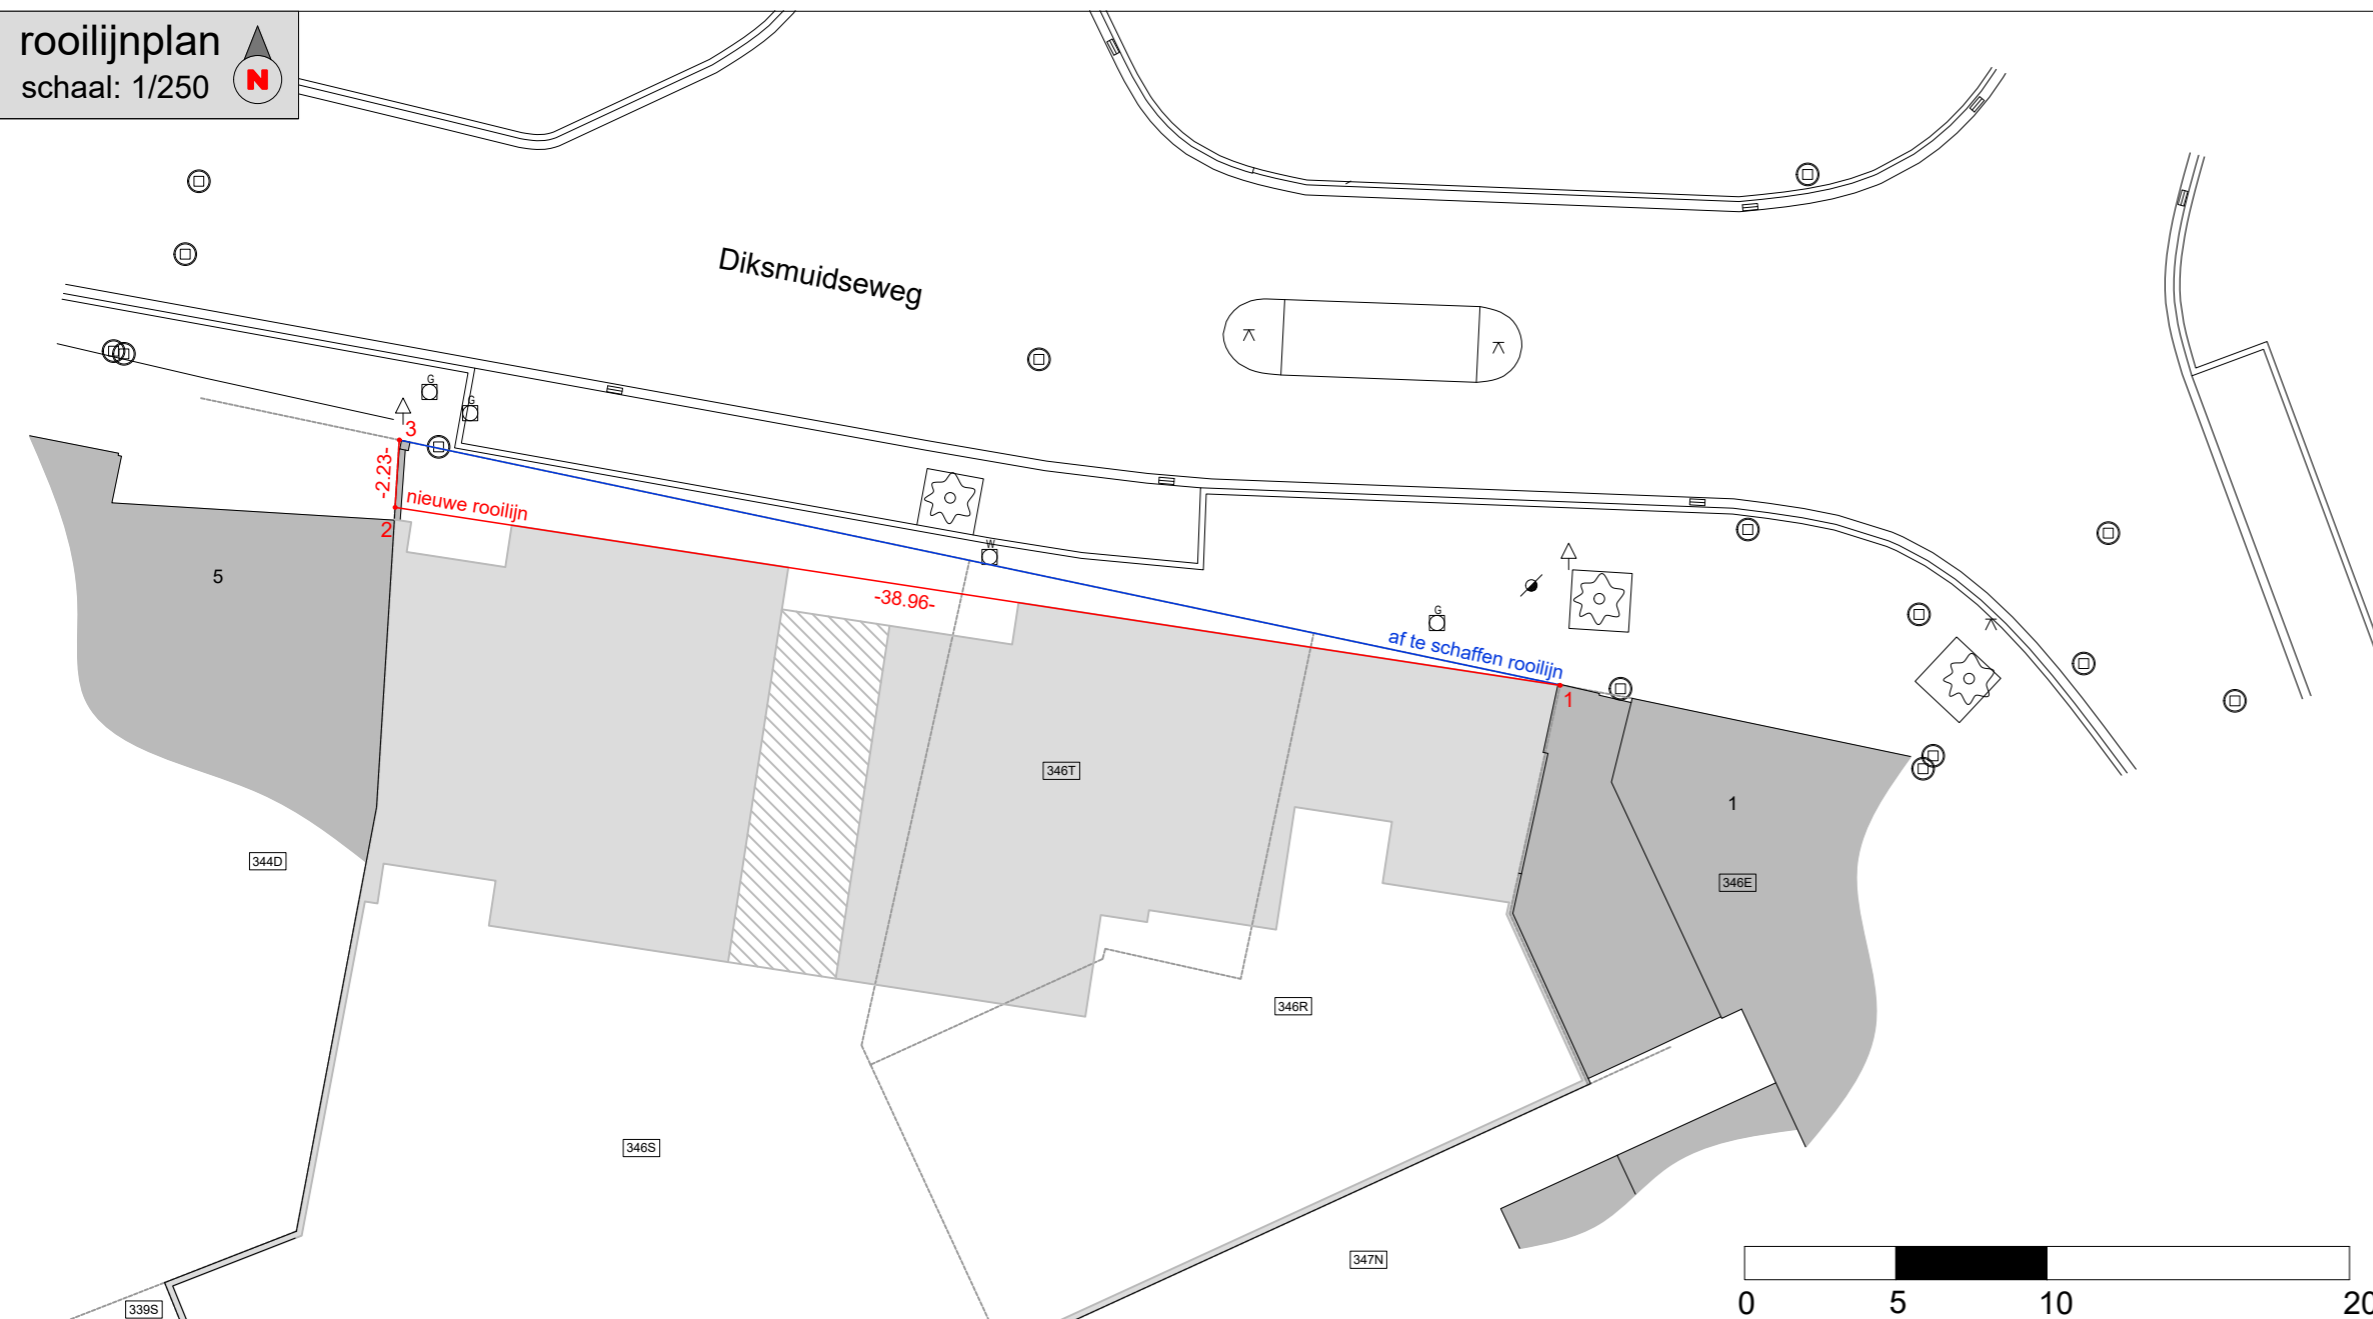 rooilijnplan
schaal: 1/250
N
Diksmuidseweg
G
G
3
-2.23-
nieuwe rooilijn
2
W
-38.96-
G
af te schaffen rooilijn
1
5
346T
1
344D
346E
346R
346S
347N
339S
0 5 10 20